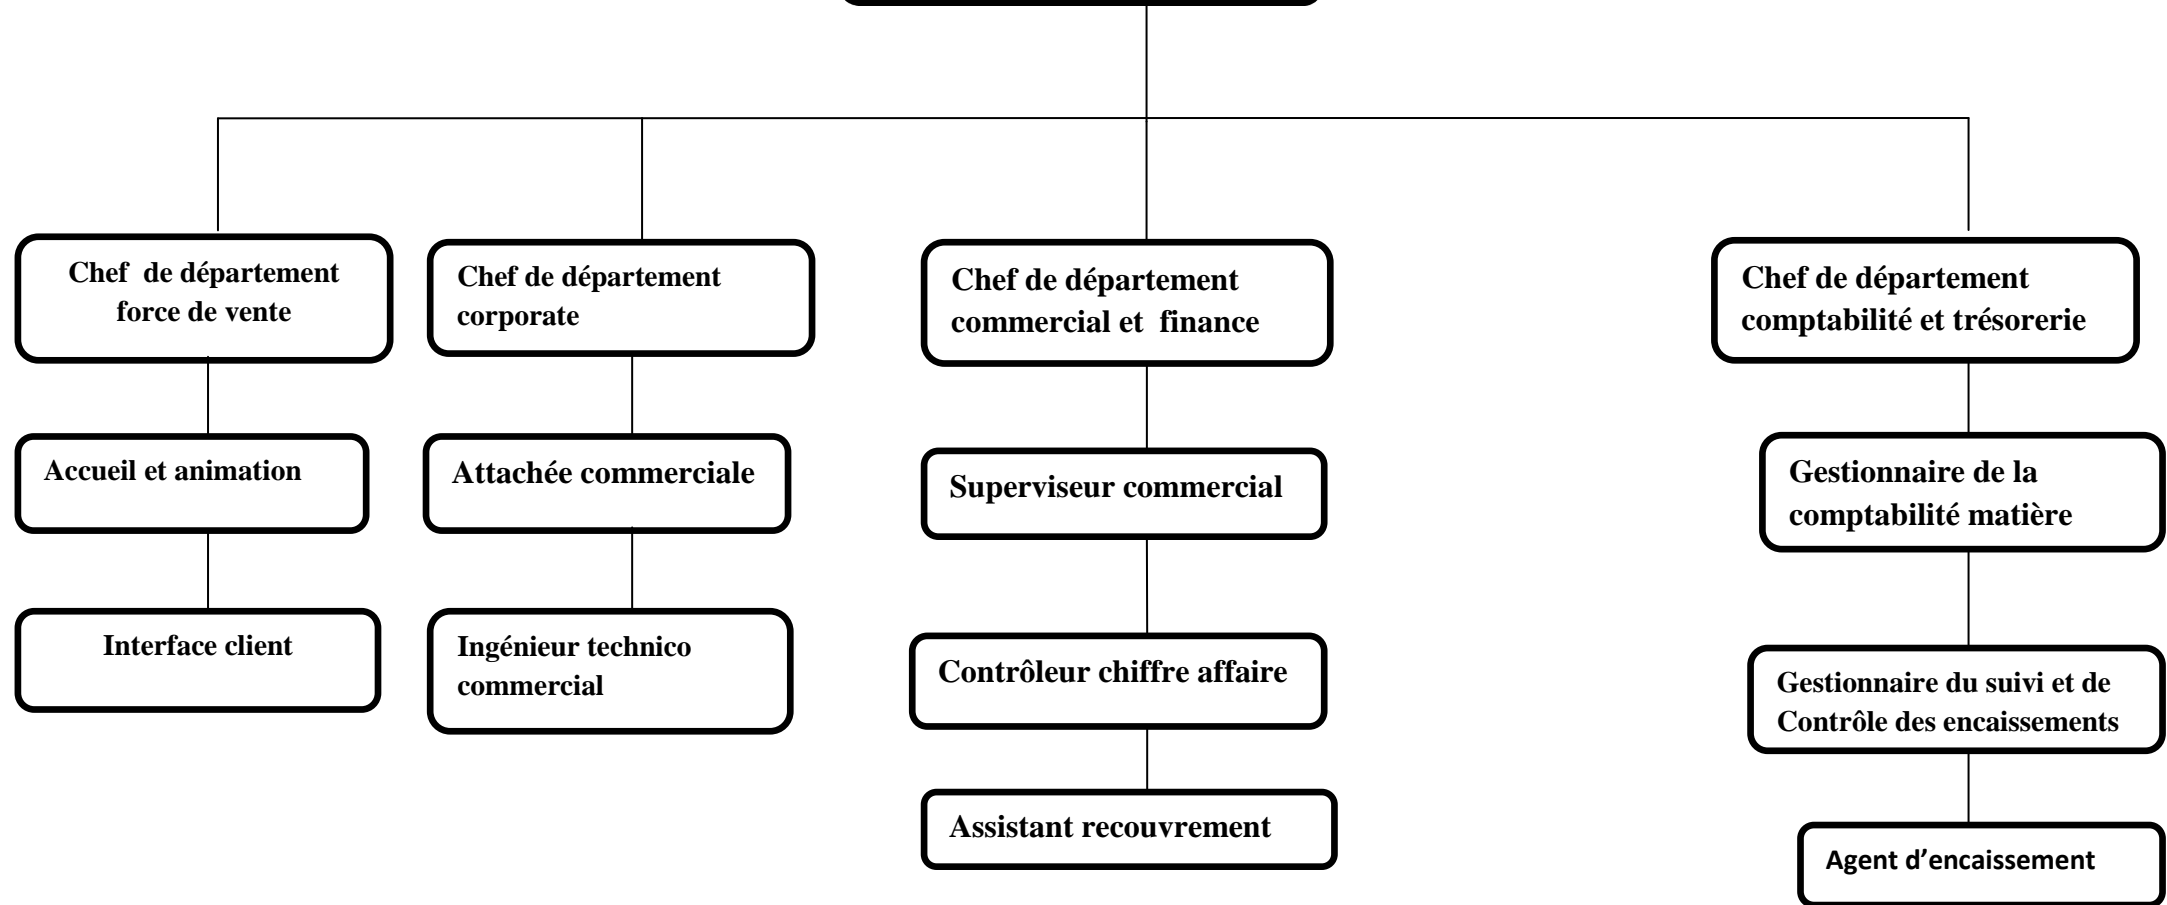 Chef de département
force de vente
Chef de département
corporate
Chef de département
commercial et finance
Chef de département
comptabilité et trésorerie
Accueil et animation
Attachée commerciale
Superviseur commercial
Gestionnaire de la
comptabilité matière
Interface client
Ingénieur technico
commercial
Contrôleur chiffre affaire
Gestionnaire du suivi et de
Contrôle des encaissements
Assistant recouvrement
Agent d’encaissement